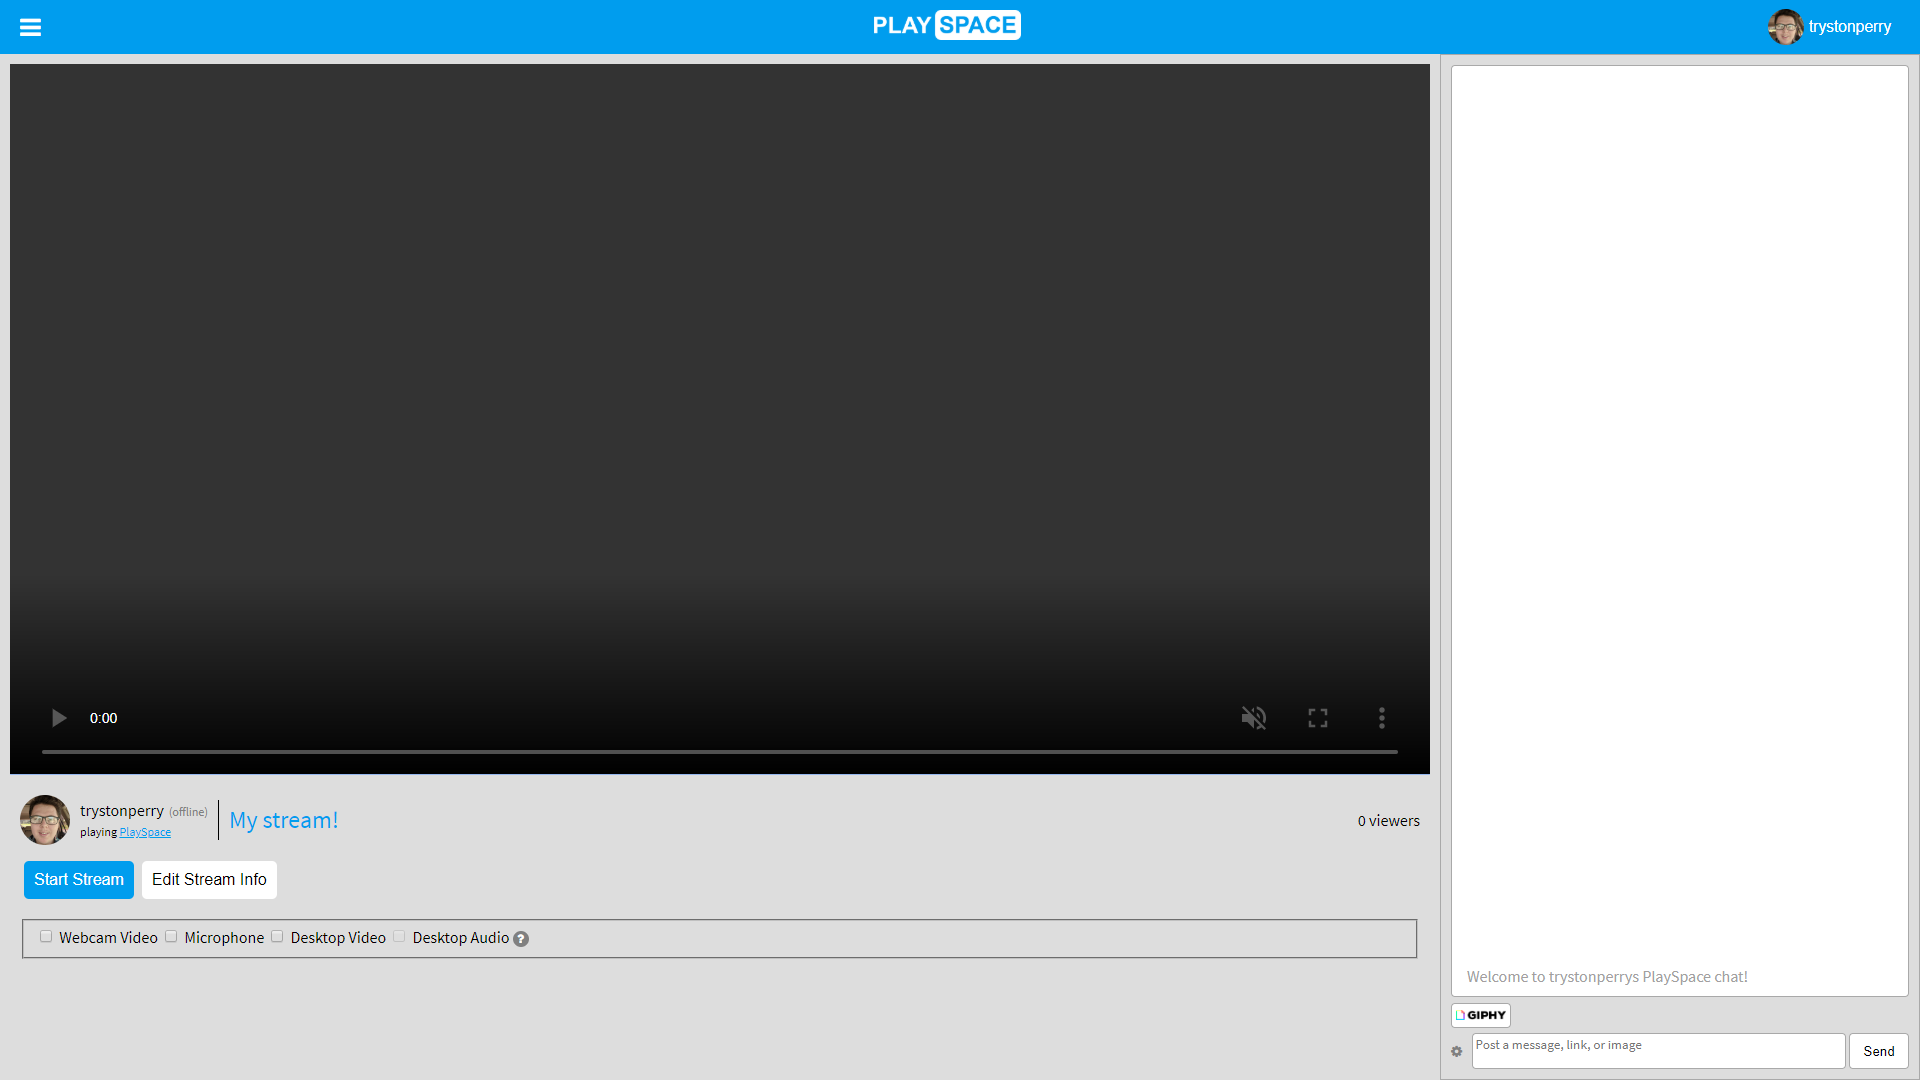 PLAY SPACE
trystonperry
0:00
trystonperry (offline)
playing PlaySpace
My stream!
0 viewers
Start Stream
Edit Stream Info
Webcam Video Microphone Desktop Video Desktop Audio ?
Welcome to trystonperrys PlaySpace chat!
GIPHY
Post a message, link, or image
Send